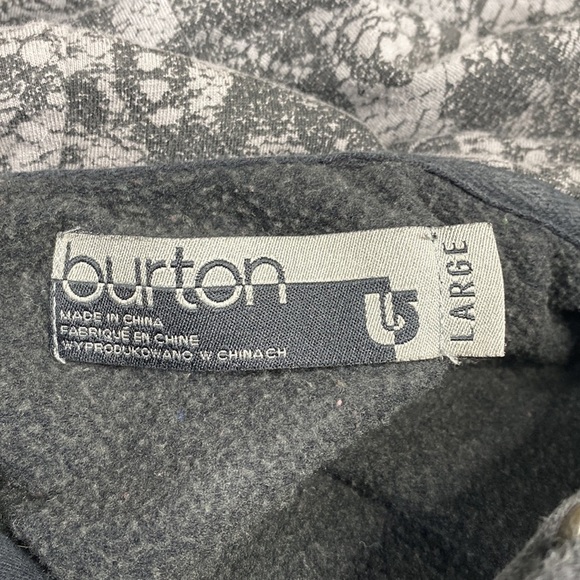 burton
MADE IN CHINA
FABRIQUÉ EN CHINE
WYPRODUKOWANO W CHINACH
LARGE